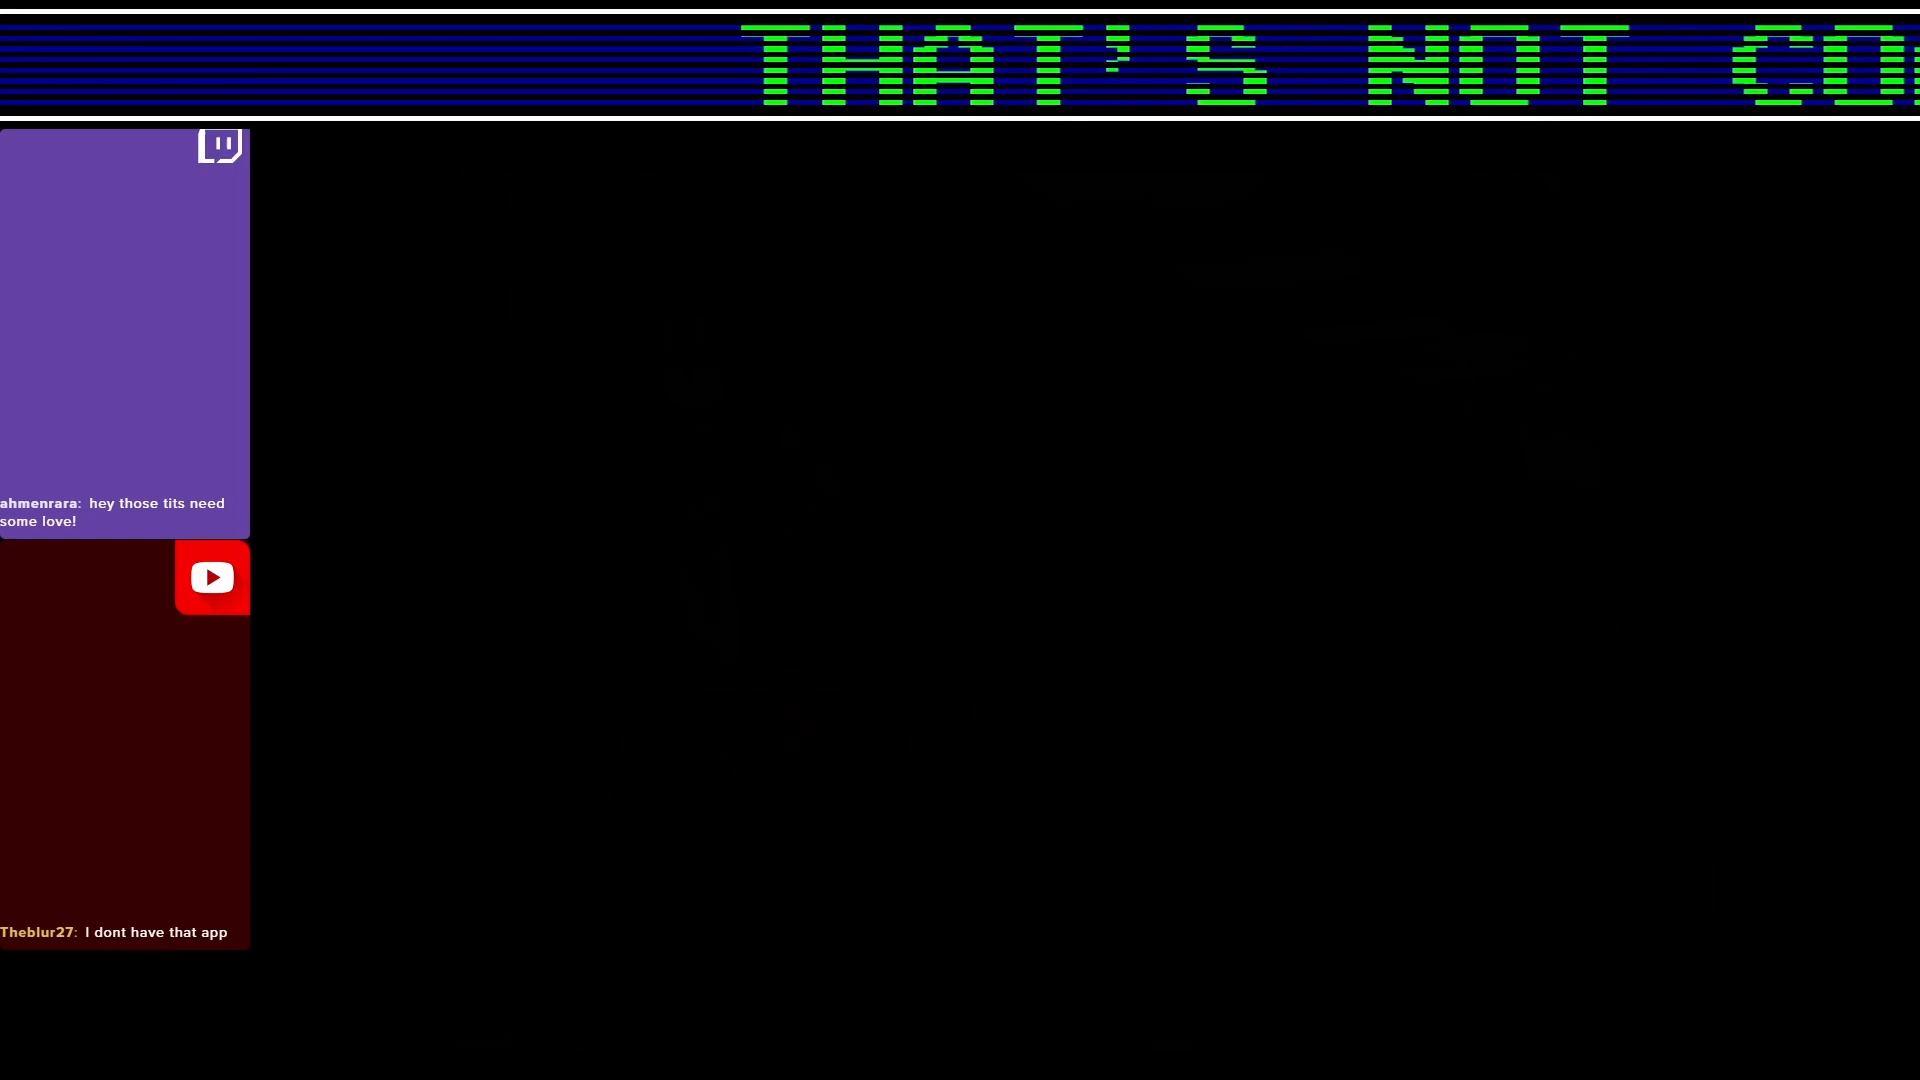 THAT'S NOT CO
ahmenrara: hey those tits need
some love!
Theblur27: I dont have that app